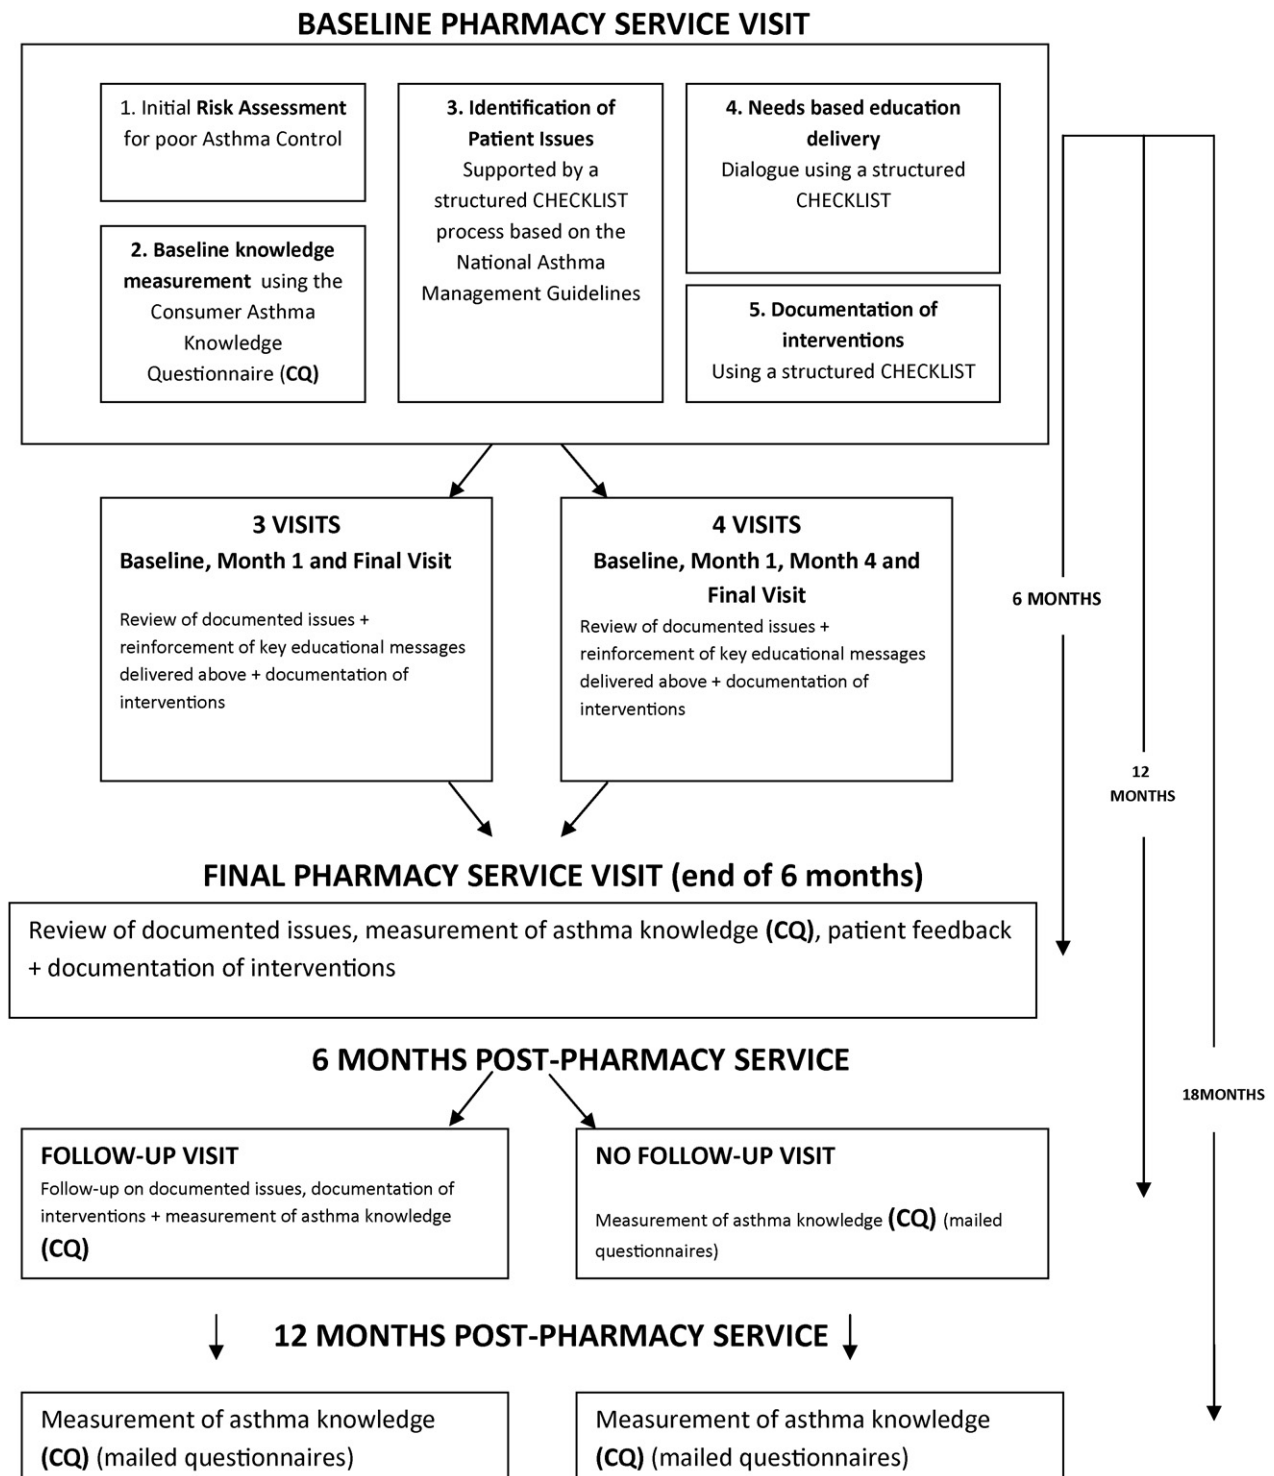 BASELINE PHARMACY SERVICE VISIT
1. Initial Risk Assessment
for poor Asthma Control
2. Baseline knowledge
measurement using the
Consumer Asthma
Knowledge
Questionnaire (CQ)
3. Identification of
Patient Issues
Supported by a
structured CHECKLIST
process based on the
National Asthma
Management Guidelines
4. Needs based education
delivery
Dialogue using a structured
CHECKLIST
5. Documentation of
interventions
Using a structured CHECKLIST
3 VISITS
Baseline, Month 1 and Final Visit
Review of documented issues +
reinforcement of key educational messages
delivered above + documentation of
interventions
4 VISITS
Baseline, Month 1, Month 4 and
Final Visit
Review of documented issues +
reinforcement of key educational messages
delivered above + documentation of
interventions
6 MONTHS
12
MONTHS
18MONTHS
FINAL PHARMACY SERVICE VISIT (end of 6 months)
Review of documented issues, measurement of asthma knowledge (CQ), patient feedback
+ documentation of interventions
6 MONTHS POST-PHARMACY SERVICE
FOLLOW-UP VISIT
Follow-up on documented issues, documentation of
interventions + measurement of asthma knowledge
(CQ)
NO FOLLOW-UP VISIT
Measurement of asthma knowledge (CQ) (mailed
questionnaires)
12 MONTHS POST-PHARMACY SERVICE
Measurement of asthma knowledge
(CQ) (mailed questionnaires)
Measurement of asthma knowledge
(CQ) (mailed questionnaires)